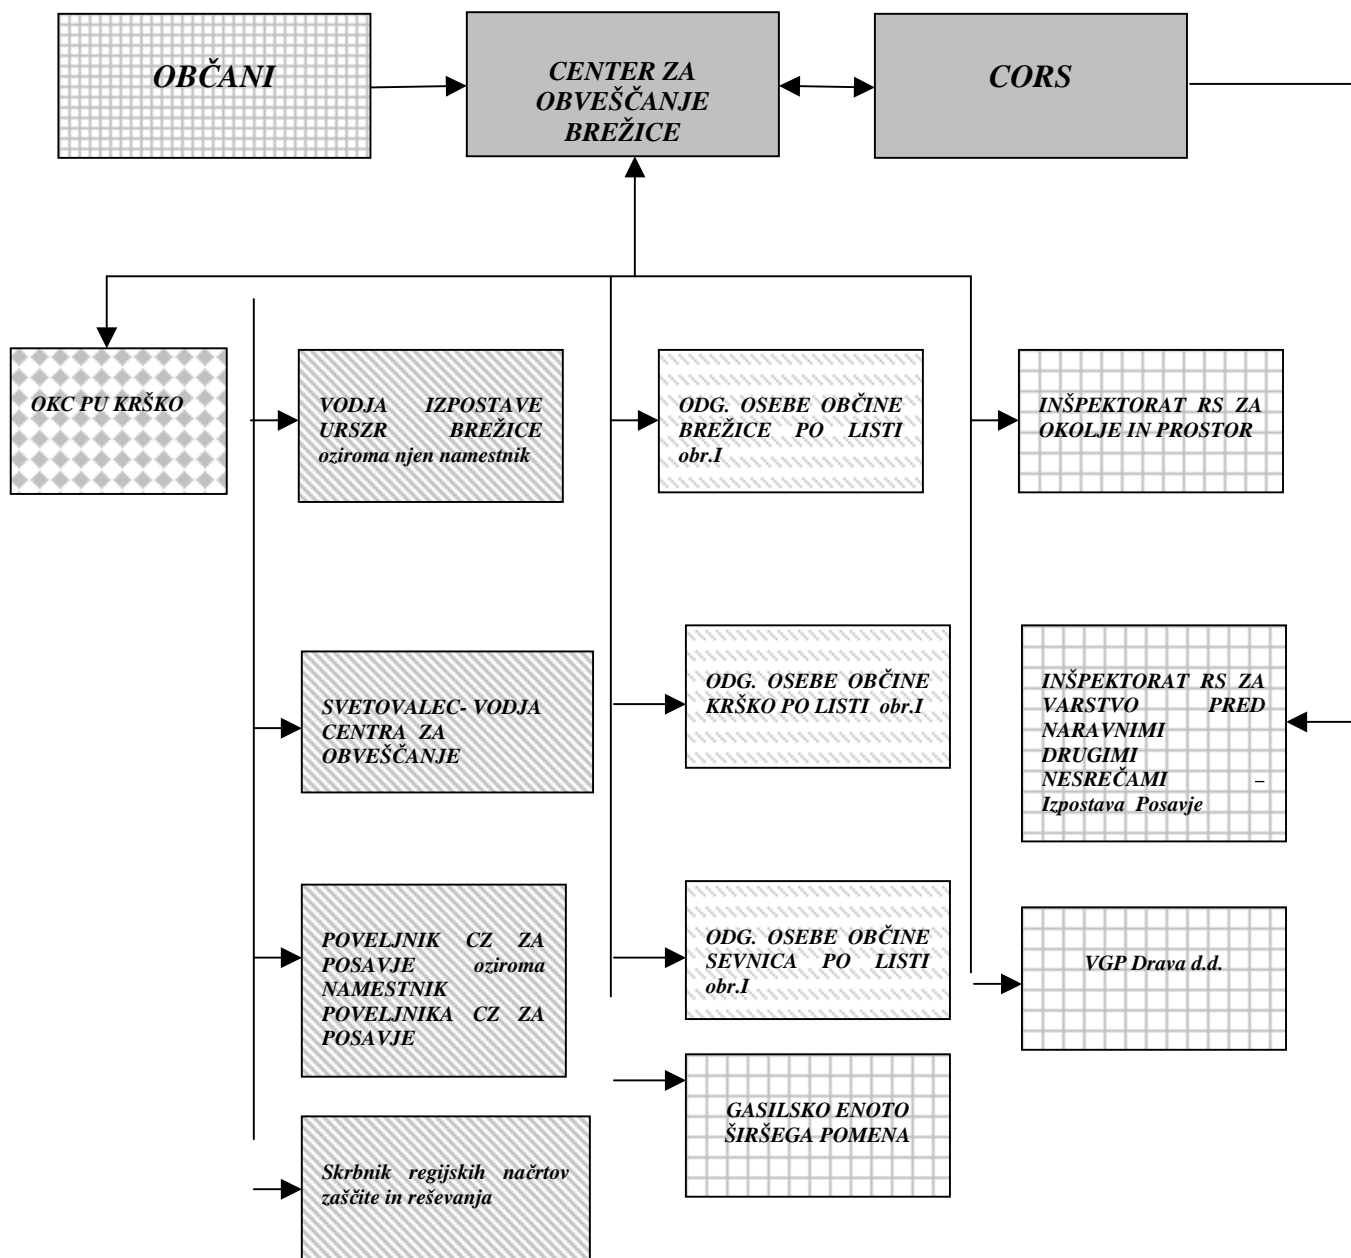 OBČANI
CENTER ZA
OBVEŠČANJE
BREŽICE
CORS
OKC PU KRŠKO
VODJA IZPOSTAVE
URSZR BREŽICE
oziroma njen namestnik
ODG. OSEBE OBČINE
BREŽICE PO LISTI
obr.I
INŠPEKTORAT RS ZA
OKOLJE IN PROSTOR
SVETOVALEC- VODJA
CENTRA ZA
OBVEŠČANJE
ODG. OSEBE OBČINE
KRŠKO PO LISTI obr.I
INŠPEKTORAT RS ZA
VARSTVO PRED
NARAVNIMI
DRUGIMI
NESREČAMI –
Izpostava Posavje
POVELJNIK CZ ZA
POSAVJE oziroma
NAMESTNIK
POVELJNIKA CZ ZA
POSAVJE
ODG. OSEBE OBČINE
SEVNICA PO LISTI
obr.I
VGP Drava d.d.
GASILSKO ENOTO
ŠIRŠEGA POMENA
Skrbnik regijskih načrtov
zaščite in reševanja